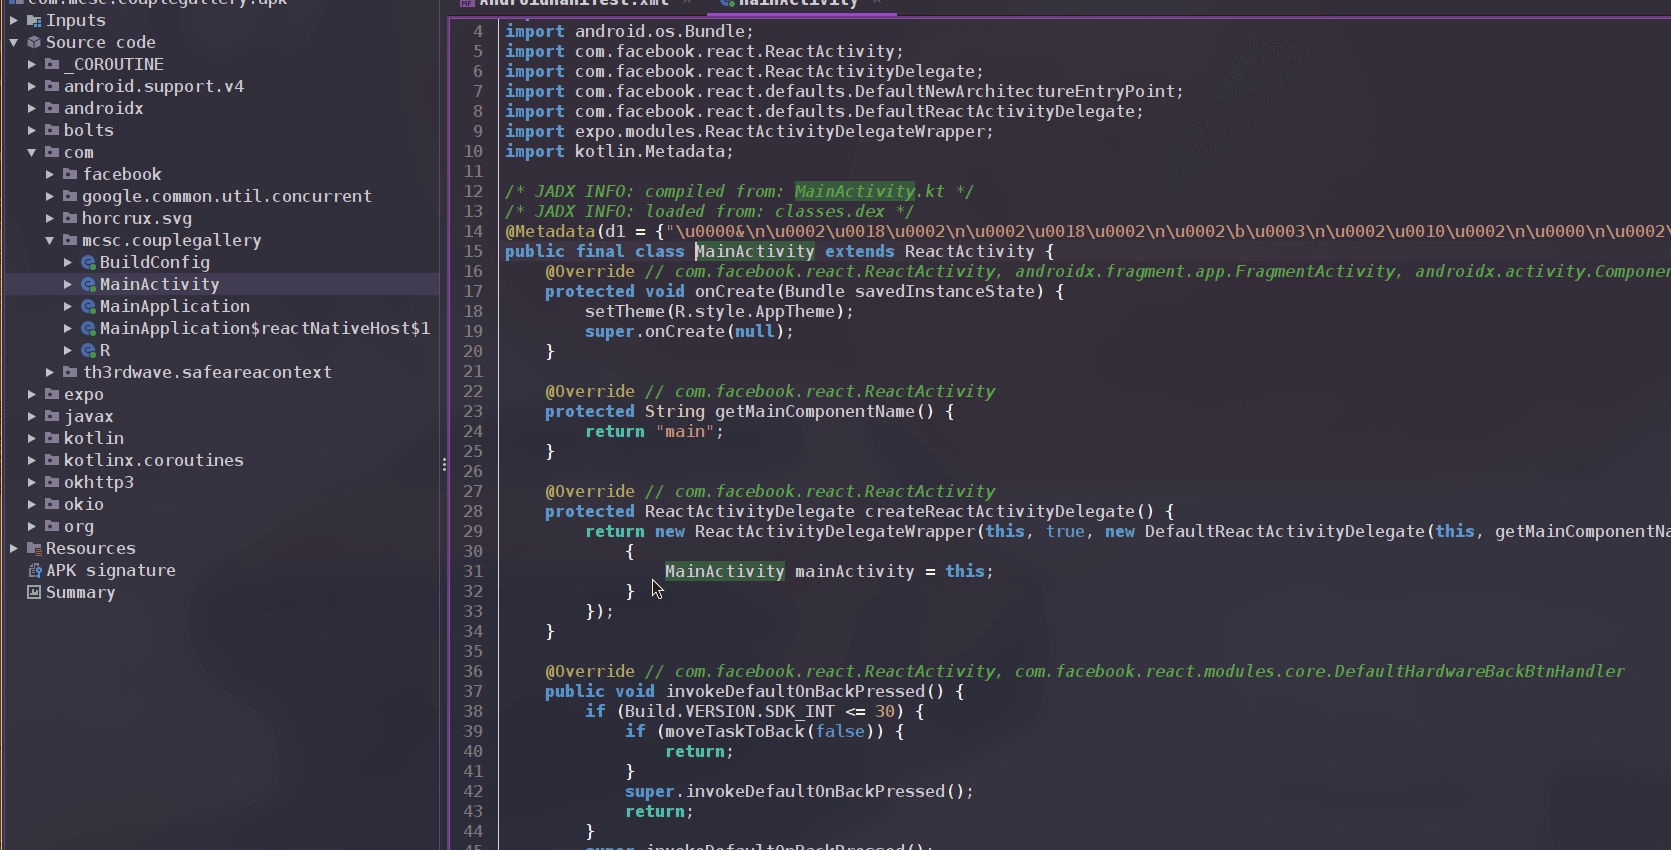 com.mcsc.couplegallery.apk
Inputs
Source code
_COROUTINE
android.support.v4
androidx
bolts
com
facebook
google.common.util.concurrent
horcrux.svg
mcsc.couplegallery
BuildConfig
MainActivity
MainApplication
MainApplication$reactNativeHost$1
R
th3rdwave.safeareacontext
expo
javax
kotlin
kotlinx.coroutines
okhttp3
okio
org
Resources
APK signature
Summary
AndroidManifest.xml MainActivity
4 import android.os.Bundle;
5 import com.facebook.react.ReactActivity;
6 import com.facebook.react.ReactActivityDelegate;
7 import com.facebook.react.defaults.DefaultNewArchitectureEntryPoint;
8 import com.facebook.react.defaults.DefaultReactActivityDelegate;
9 import expo.modules.ReactActivityDelegateWrapper;
10 import kotlin.Metadata;
11
12 /* JADX INFO: compiled from: MainActivity.kt */
13 /* JADX INFO: loaded from: classes.dex */
14 @Metadata(d1 = {"\u0000&\n\u0002\u0018\u0002\n\u0002\u0018\u0002\n\u0002\b\u0003\n\u0002\u0010\u0002\n\u0000\n\u0002\
15 public final class MainActivity extends ReactActivity {
16 @Override // com.facebook.react.ReactActivity, androidx.fragment.app.FragmentActivity, androidx.activity.Componen
17 protected void onCreate(Bundle savedInstanceState) {
18 setTheme(R.style.AppTheme);
19 super.onCreate(null);
20 }
21
22 @Override // com.facebook.react.ReactActivity
23 protected String getMainComponentName() {
24 return "main";
25 }
26
27 @Override // com.facebook.react.ReactActivity
28 protected ReactActivityDelegate createReactActivityDelegate() {
29 return new ReactActivityDelegateWrapper(this, true, new DefaultReactActivityDelegate(this, getMainComponentNa
30 {
31 MainActivity mainActivity = this;
32 }
33 });
34 }
35
36 @Override // com.facebook.react.ReactActivity, com.facebook.react.modules.core.DefaultHardwareBackBtnHandler
37 public void invokeDefaultOnBackPressed() {
38 if (Build.VERSION.SDK_INT <= 30) {
39 if (moveTaskToBack(false)) {
40 return;
41 }
42 super.invokeDefaultOnBackPressed();
43 return;
44 }
45 super.invokeDefaultOnBackPressed();